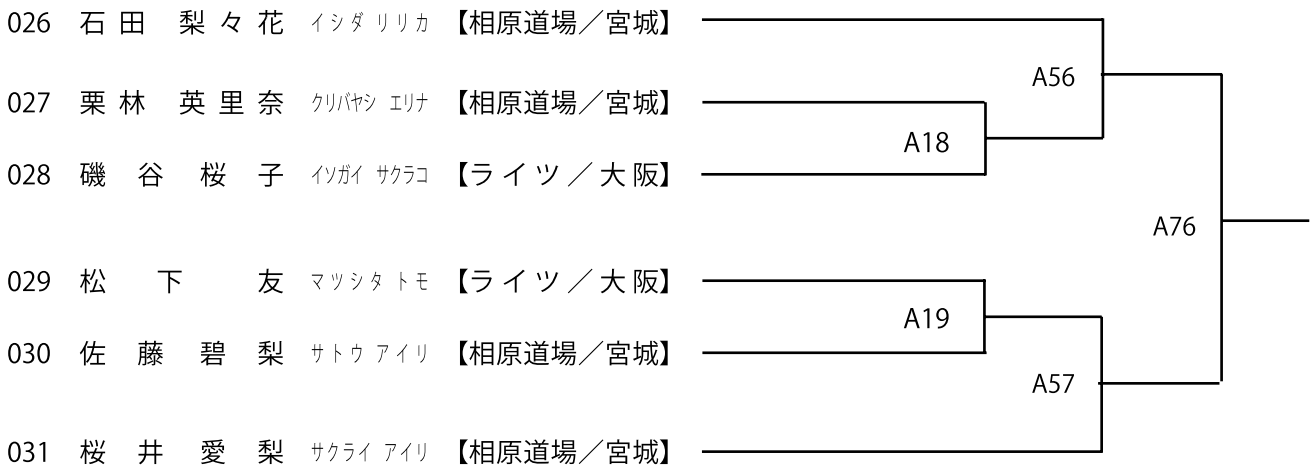 026 石田 梨々花 イシダ リリカ 【相原道場／宮城】
A56
027 栗林 英里奈 クリバヤシ エリナ 【相原道場／宮城】
A18
028 磯谷 桜子 イソガイ サクラコ 【ライツ／大阪】
A76
029 松下 友 マツシタ トモ 【ライツ／大阪】
A19
030 佐藤 碧梨 サトウ アイリ 【相原道場／宮城】
A57
031 桜井 愛梨 サクライ アイリ 【相原道場／宮城】